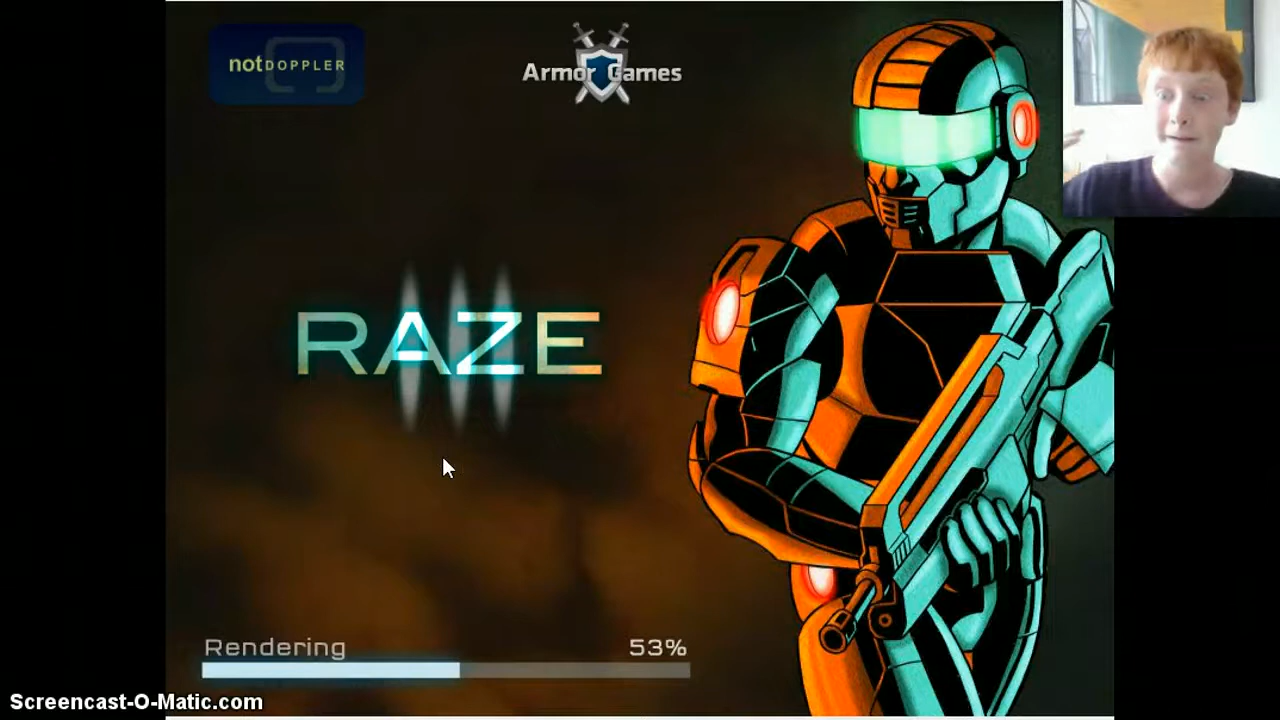 notDOPPLER
Armor Games
RAZE
Rendering 53%
Screencast-O-Matic.com